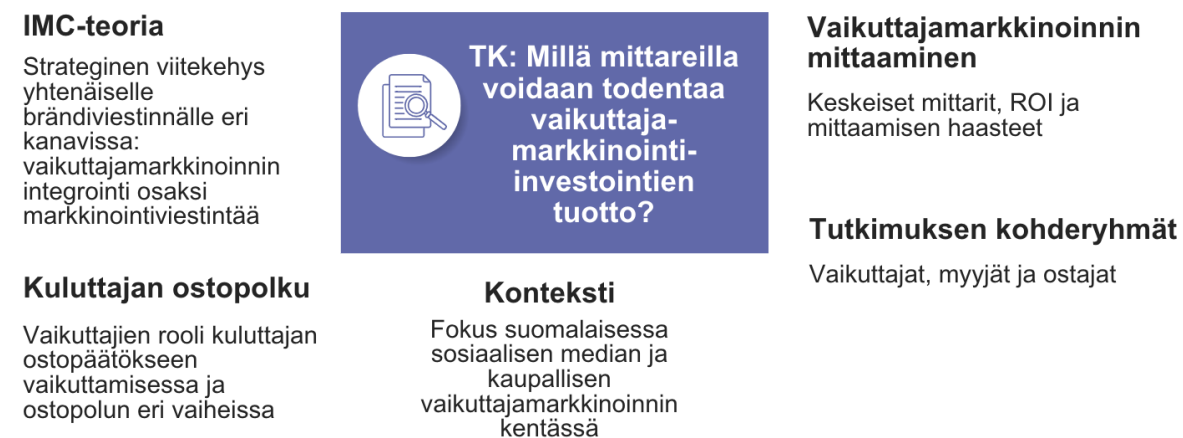 IMC-teoria
Strateginen viitekehys
yhtenäiselle
brändiviestinnälle eri
kanavissa:
vaikuttajamarkkinoinnin
integrointi osaksi
markkinointiviestintää
Kuluttajan ostopolku
Vaikuttajien rooli kuluttajan
ostopäätökseen
vaikuttamisessa ja
ostopolun eri vaiheissa
TK: Millä mittareilla
voidaan todentaa
vaikuttaja-
markkinointi-
investointien
tuotto?
Konteksti
Fokus suomalaisessa
sosiaalisen median ja
kaupallisen
vaikuttajamarkkinoinnin
kentässä
Vaikuttajamarkkinoinnin
mittaaminen
Keskeiset mittarit, ROI ja
mittaamisen haasteet
Tutkimuksen kohderyhmät
Vaikuttajat, myyjät ja ostajat